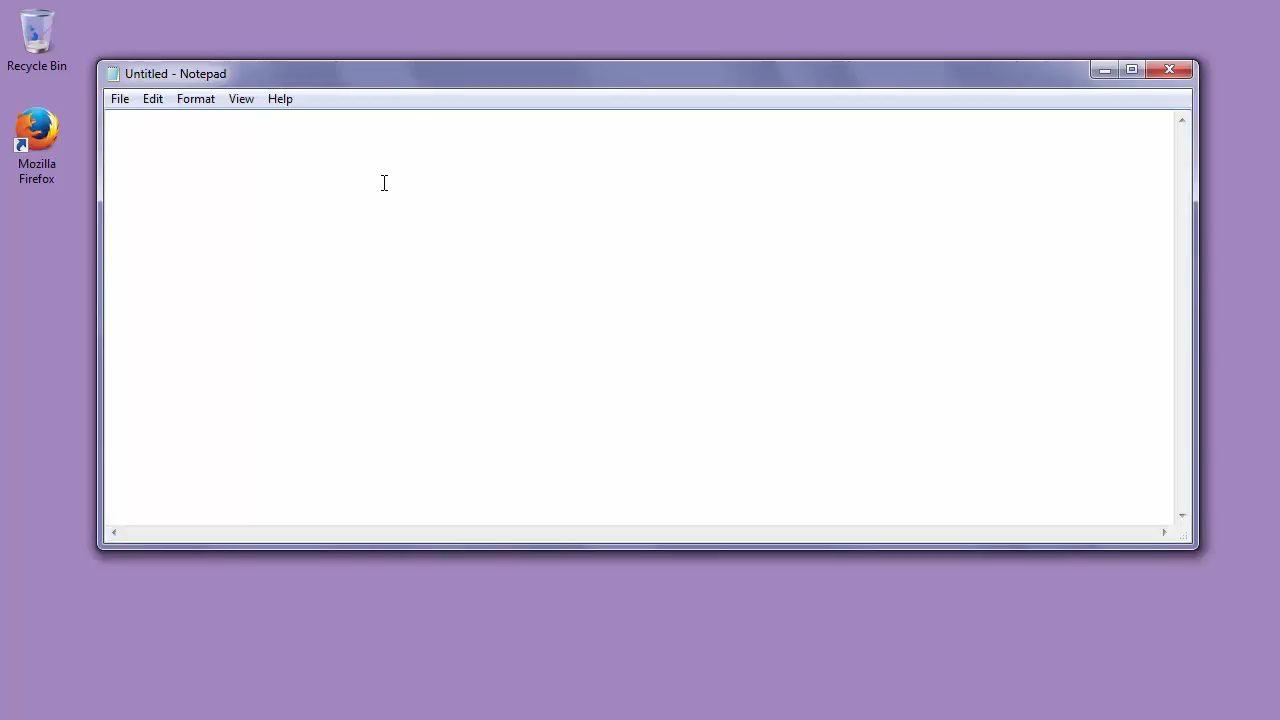 Recycle Bin
Mozilla
Firefox
Untitled - Notepad
File Edit Format View Help